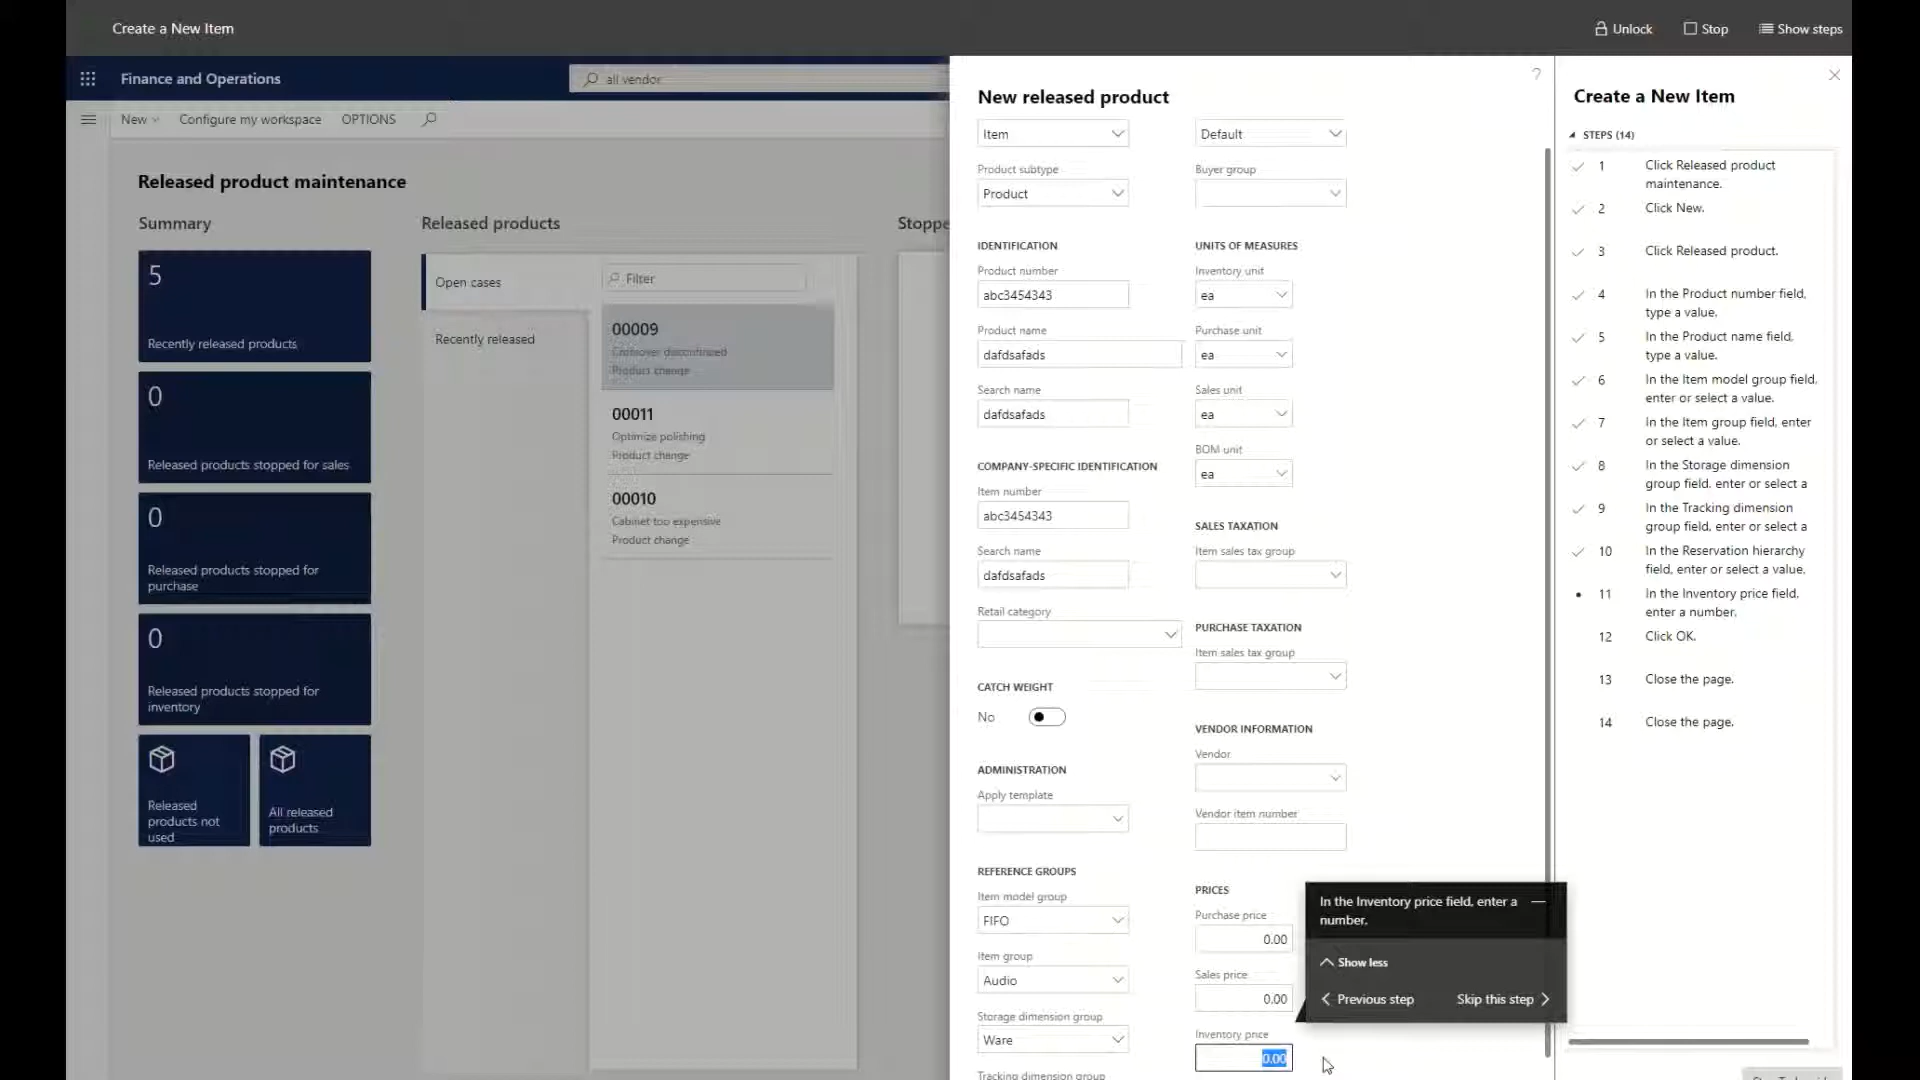 Create a New Item
Unlock
Stop
Show steps
Finance and Operations
all vendor
New
Configure my workspace
OPTIONS
Released product maintenance
Summary
5
Recently released products
0
Released products stopped for sales
0
Released products stopped for
purchase
0
Released products stopped for
inventory
Released
products not
used
All released
products
Released products
Open cases
Recently released
Filter
00009
Crossover discontinued
Product change
00011
Optimize polishing
Product change
00010
Cabinet too expensive
Product change
Stoppe
?
New released product
Item
Product subtype
Product
IDENTIFICATION
Product number
abc3454343
Product name
dafdsafads
Search name
dafdsafads
COMPANY-SPECIFIC IDENTIFICATION
Item number
abc3454343
Search name
dafdsafads
Retail category
CATCH WEIGHT
No
ADMINISTRATION
Apply template
REFERENCE GROUPS
Item model group
FIFO
Item group
Audio
Storage dimension group
Ware
Tracking dimension group
Default
Buyer group
UNITS OF MEASURES
Inventory unit
ea
Purchase unit
ea
Sales unit
ea
BOM unit
ea
SALES TAXATION
Item sales tax group
PURCHASE TAXATION
Item sales tax group
VENDOR INFORMATION
Vendor
Vendor item number
PRICES
Purchase price
0.00
Sales price
0.00
Inventory price
0.00
In the Inventory price field, enter a
number.
Show less
Previous step
Skip this step
Create a New Item
STEPS (14)
1 Click Released product
maintenance.
2 Click New.
3 Click Released product.
4 In the Product number field,
type a value.
5 In the Product name field,
type a value.
6 In the Item model group field,
enter or select a value.
7 In the Item group field, enter
or select a value.
8 In the Storage dimension
group field, enter or select a
9 In the Tracking dimension
group field, enter or select a
10 In the Reservation hierarchy
field, enter or select a value.
11 In the Inventory price field,
enter a number.
12 Click OK.
13 Close the page.
14 Close the page.